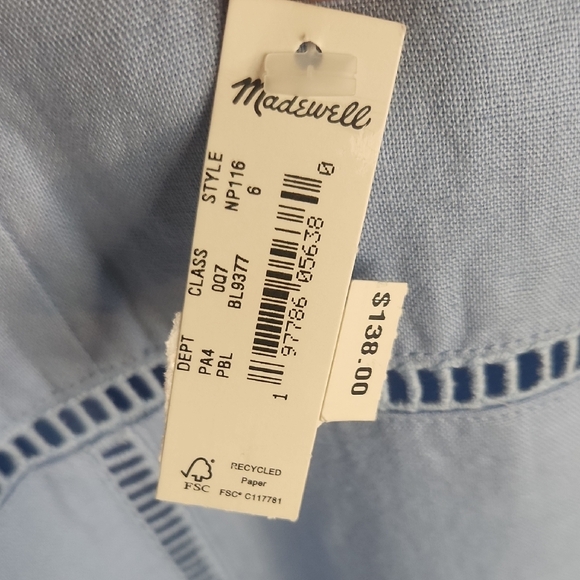 Madewell
DEPT CLASS STYLE
PA4 0Q7 NP116
PBL BL9377 6
1 97786 05638 0
$138.00
FSC
RECYCLED
Paper
FSC® C117781